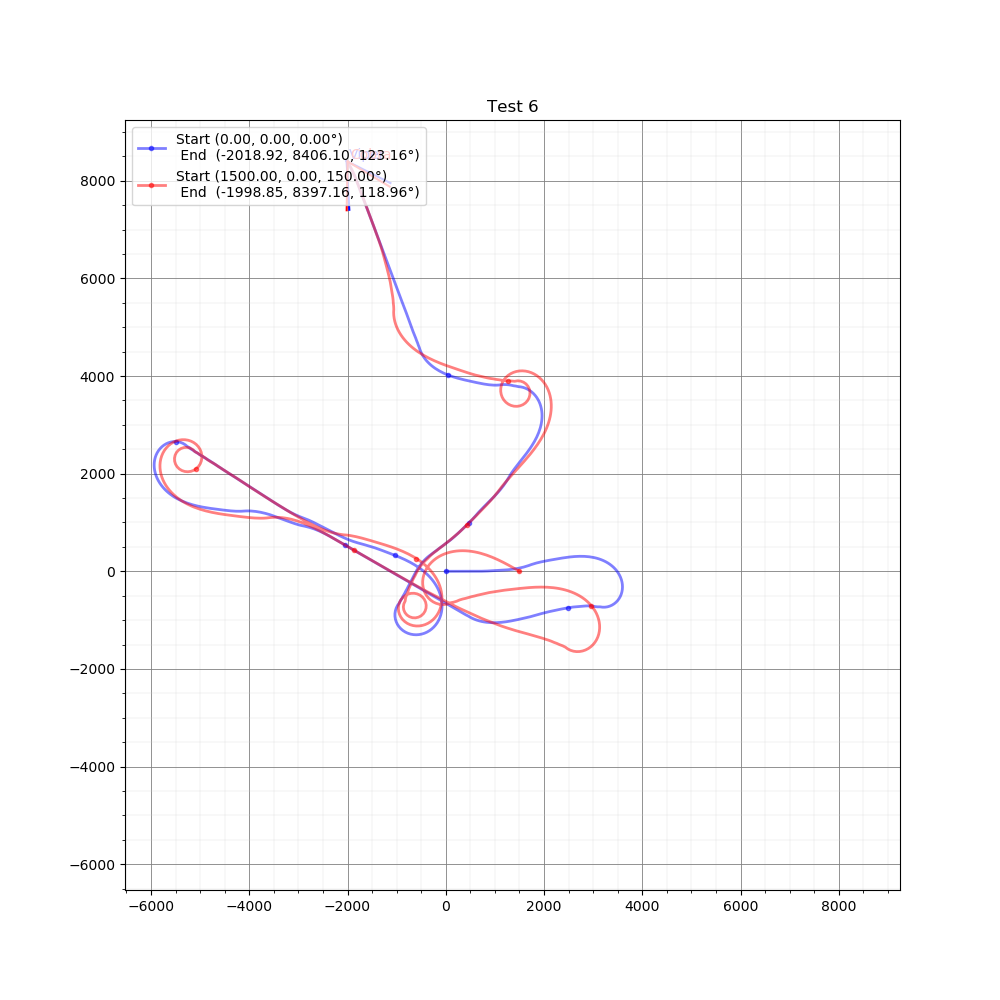 Test 6
Start (0.00, 0.00, 0.00°)
End (-2018.92, 8406.10, 123.16°)
Start (1500.00, 0.00, 150.00°)
End (-1998.85, 8397.16, 118.96°)
8000
6000
4000
2000
0
−2000
−4000
−6000
−6000 −4000 −2000 0 2000 4000 6000 8000